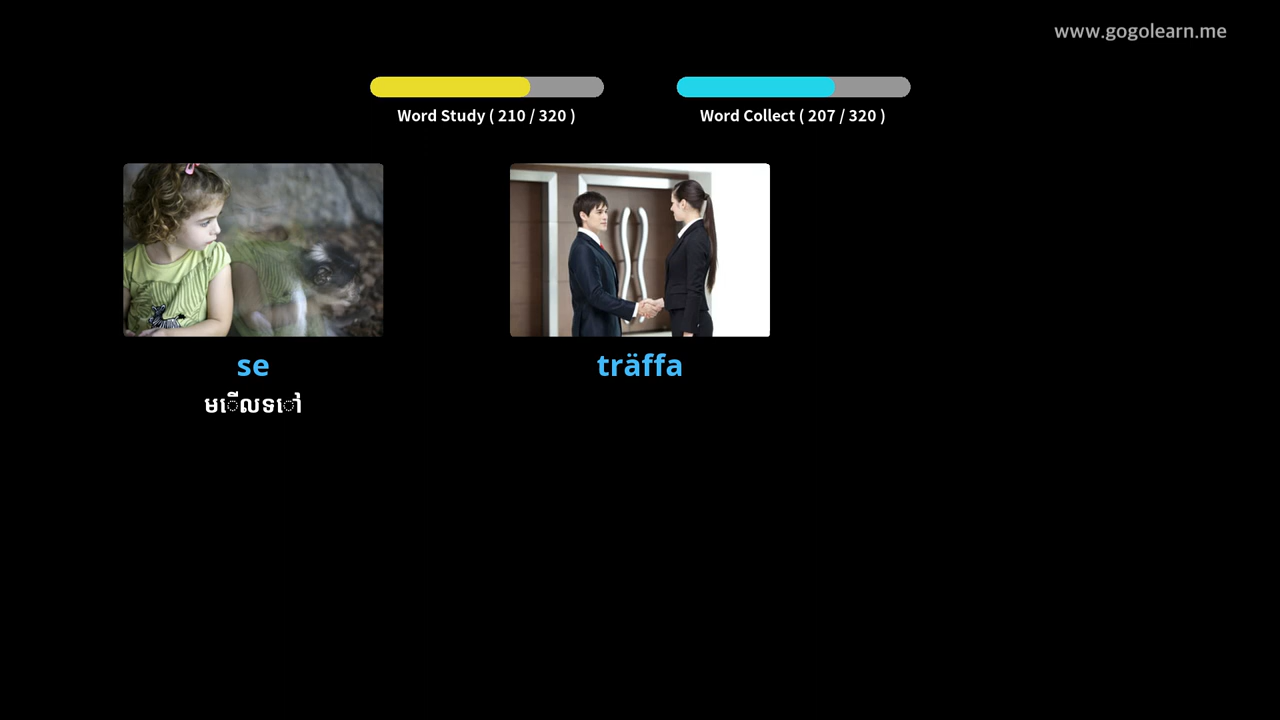 www.gogolearn.me
Word Study ( 210 / 320 )
Word Collect ( 207 / 320 )
se
träffa
មើលទៅ